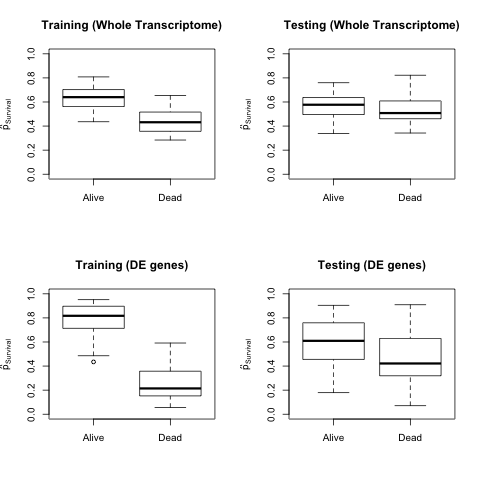 Training (Whole Transcriptome)
Testing (Whole Transcriptome)
p̂Survival
0.0 0.2 0.4 0.6 0.8 1.0
Alive Dead
p̂Survival
0.0 0.2 0.4 0.6 0.8 1.0
Alive Dead
Training (DE genes)
Testing (DE genes)
p̂Survival
0.0 0.2 0.4 0.6 0.8 1.0
Alive Dead
p̂Survival
0.0 0.2 0.4 0.6 0.8 1.0
Alive Dead